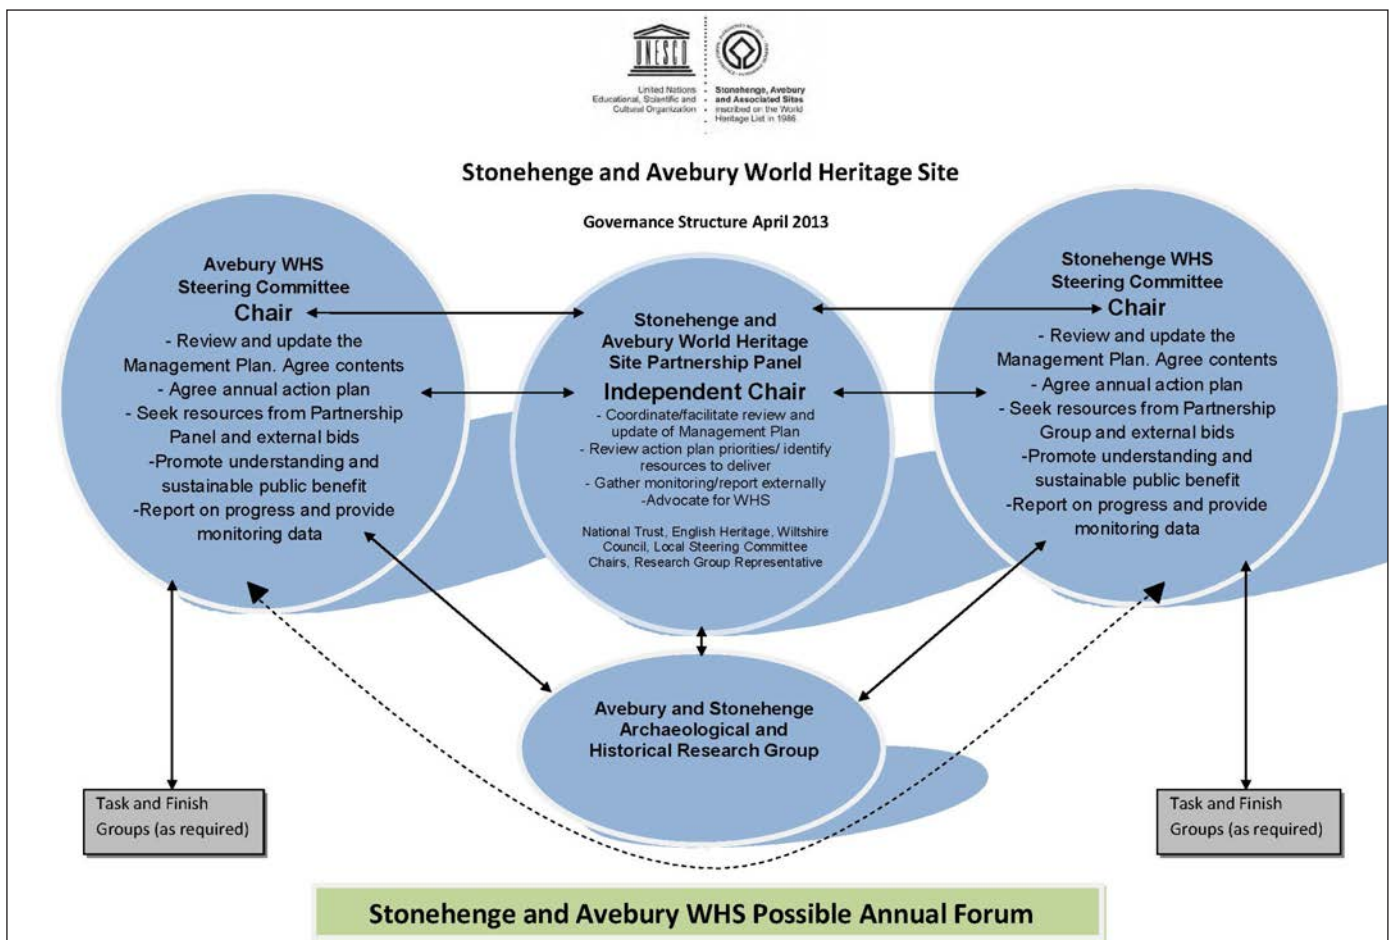 UNESCO
United Nations
Educational, Scientific and
Cultural Organization
Stonehenge, Avebury
and Associated Sites
inscribed on the World
Heritage List in 1986
Stonehenge and Avebury World Heritage Site
Governance Structure April 2013
Avebury WHS
Steering Committee
Chair
- Review and update the
Management Plan. Agree contents
- Agree annual action plan
- Seek resources from Partnership
Panel and external bids
-Promote understanding and
sustainable public benefit
-Report on progress and provide
monitoring data
Stonehenge and
Avebury World Heritage
Site Partnership Panel
Independent Chair
- Coordinate/facilitate review and
update of Management Plan
- Review action plan priorities/ identify
resources to deliver
- Gather monitoring/report externally
-Advocate for WHS
National Trust, English Heritage, Wiltshire
Council, Local Steering Committee
Chairs, Research Group Representative
Stonehenge WHS
Steering Committee
Chair
- Review and update the
Management Plan. Agree contents
- Agree annual action plan
- Seek resources from Partnership
Group and external bids
-Promote understanding and
sustainable public benefit
-Report on progress and provide
monitoring data
Avebury and Stonehenge
Archaeological and
Historical Research Group
Task and Finish
Groups (as required)
Task and Finish
Groups (as required)
Stonehenge and Avebury WHS Possible Annual Forum